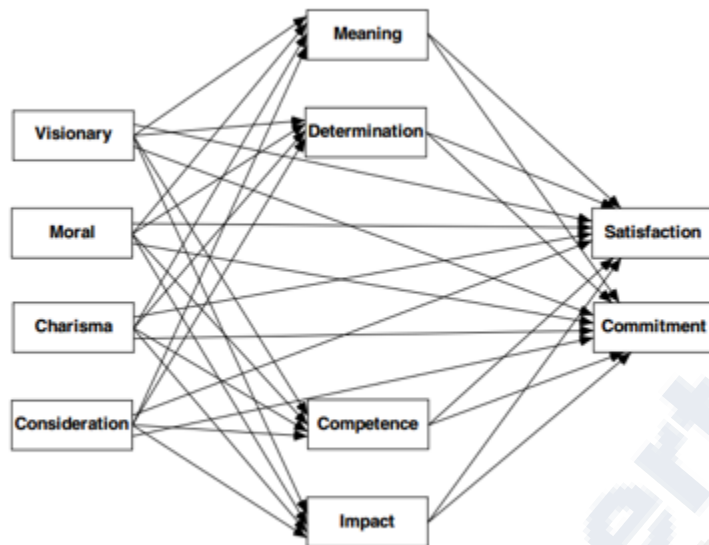 Meaning
Visionary
Determination
Moral
Satisfaction
Charisma
Commitment
Consideration
Competence
Impact